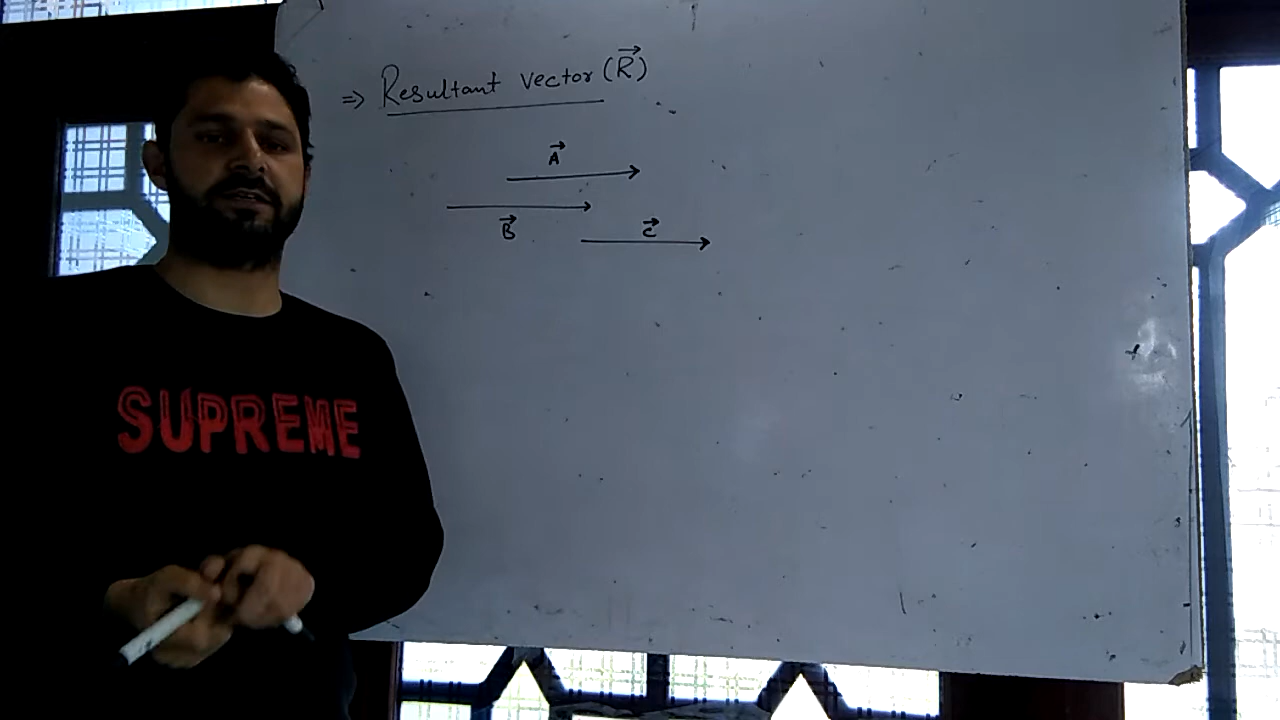 ⇒ Resultant vector (R⃗)
A⃗
B⃗
C⃗
SUPREME